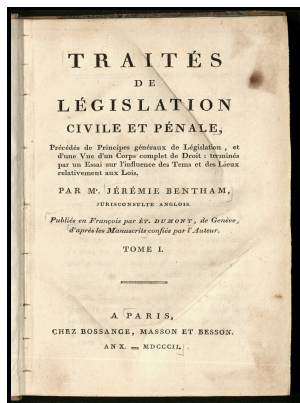 TRAITÉS
DE
LÉGISLATION
CIVILE ET PÉNALE,
Précédés de Principes généraux de Législation, et
d'une Vue d'un Corps complet de Droit : terminés
par un Essai sur l'influence des Tems et des Lieux
relativement aux Lois.
PAR Mr. JÉRÉMIE BENTHAM,
JURISCONSULTE ANGLOIS.
Publiés en François par ÉT. DUMONT, de Genève,
d'après les Manuscrits confiés par l'Auteur.
TOME I.
A PARIS,
CHEZ BOSSANGE, MASSON ET BESSON.
AN X. = MDCCCII.